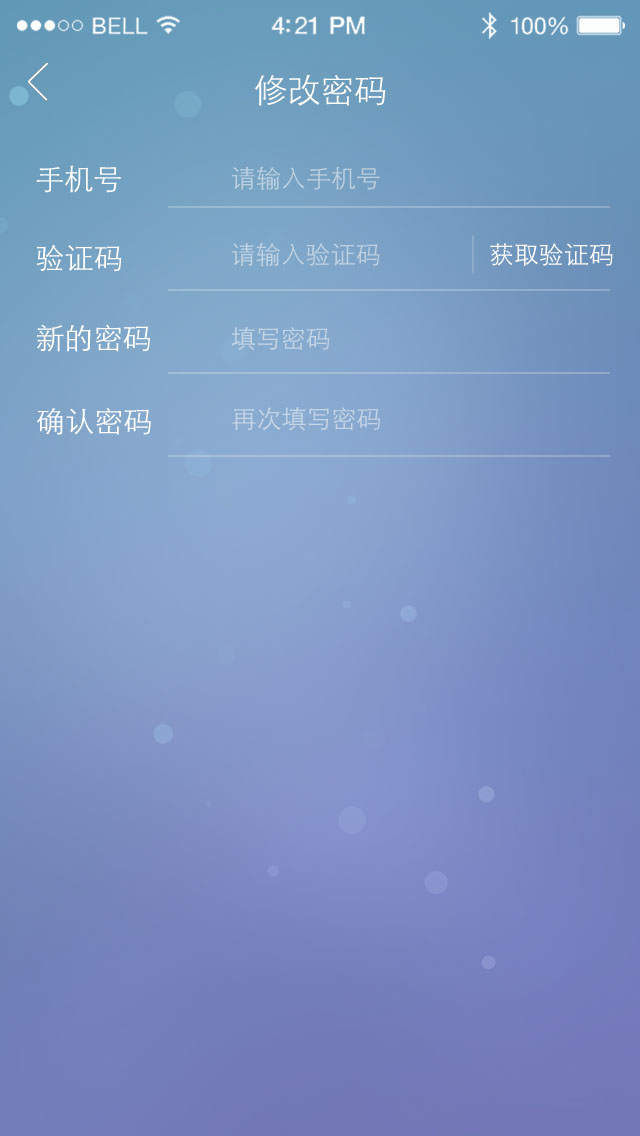 BELL 4:21 PM 100%
修改密码
手机号 请输入手机号
验证码 请输入验证码 获取验证码
新的密码 填写密码
确认密码 再次填写密码